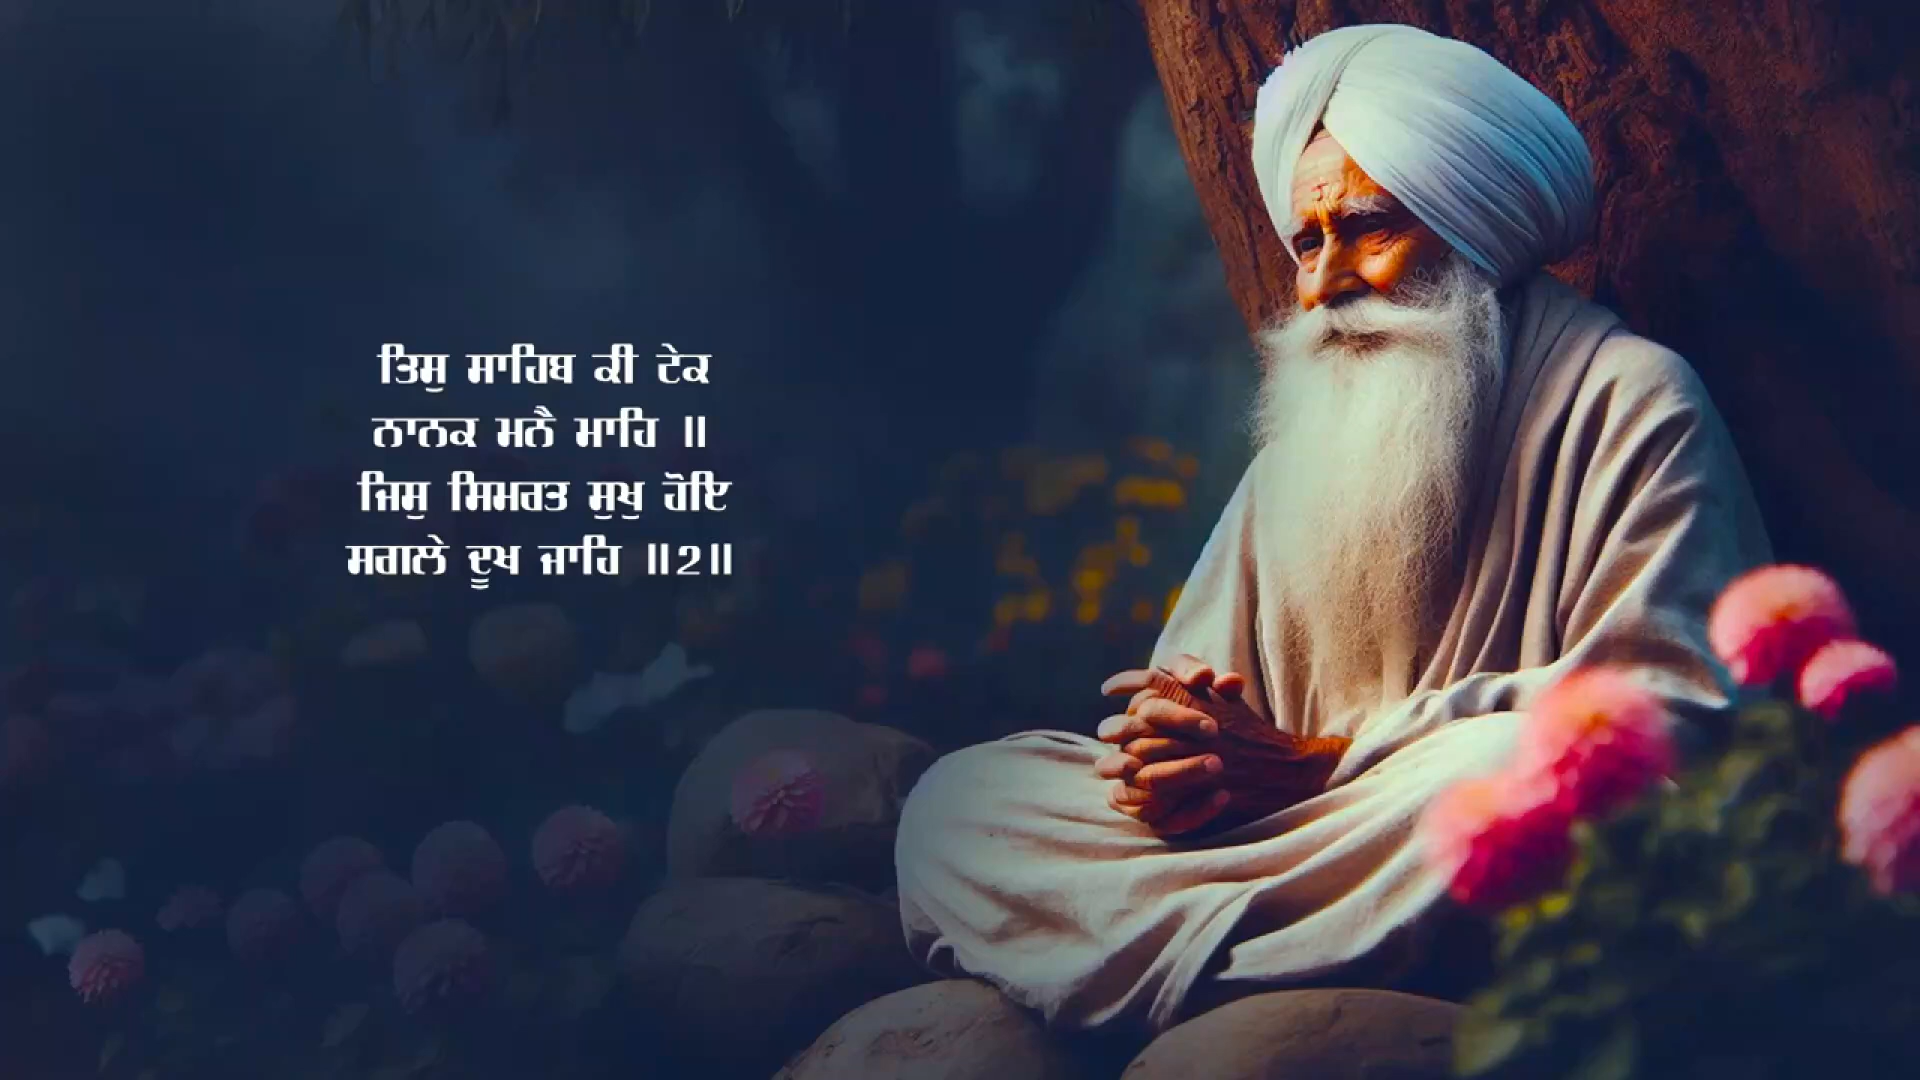 ਤਿਸੁ ਸਾਹਿਬ ਕੀ ਟੇਕ
ਨਾਨਕ ਮਨੈ ਮਾਹਿ ॥
ਜਿਸੁ ਸਿਮਰਤ ਸੁਖੁ ਹੋਇ
ਸਗਲੇ ਦੂਖ ਜਾਹਿ ॥2॥